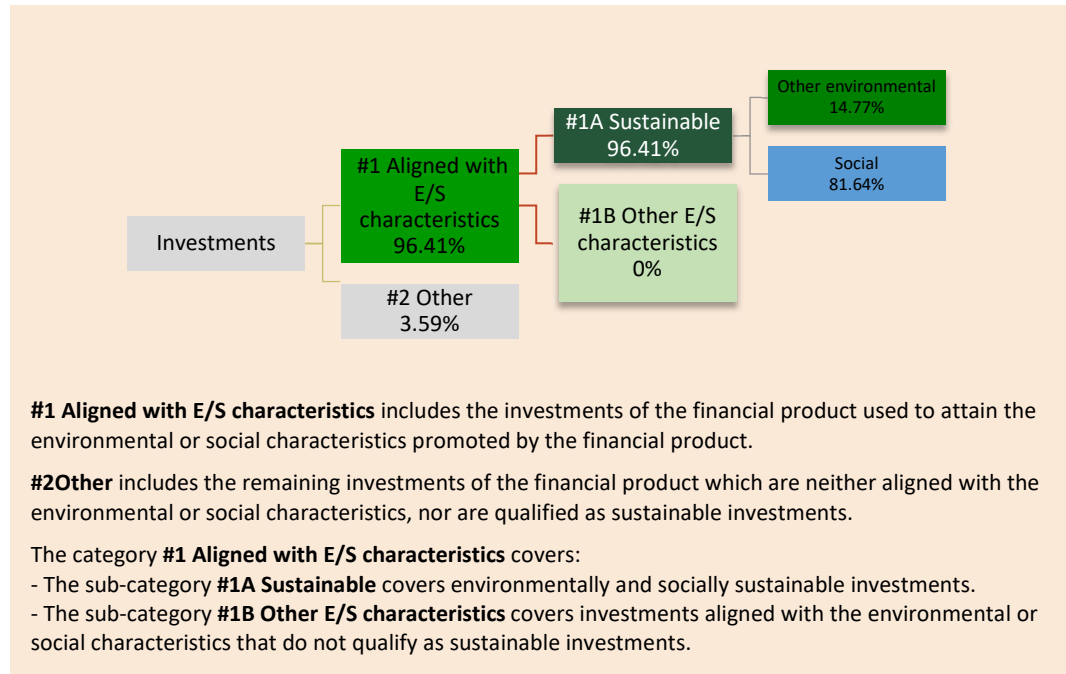 Investments
#1 Aligned with
E/S
characteristics
96.41%
#2 Other
3.59%
#1A Sustainable
96.41%
#1B Other E/S
characteristics
0%
Other environmental
14.77%
Social
81.64%
#1 Aligned with E/S characteristics includes the investments of the financial product used to attain the
environmental or social characteristics promoted by the financial product.
#2Other includes the remaining investments of the financial product which are neither aligned with the
environmental or social characteristics, nor are qualified as sustainable investments.
The category #1 Aligned with E/S characteristics covers:
- The sub-category #1A Sustainable covers environmentally and socially sustainable investments.
- The sub-category #1B Other E/S characteristics covers investments aligned with the environmental or
social characteristics that do not qualify as sustainable investments.